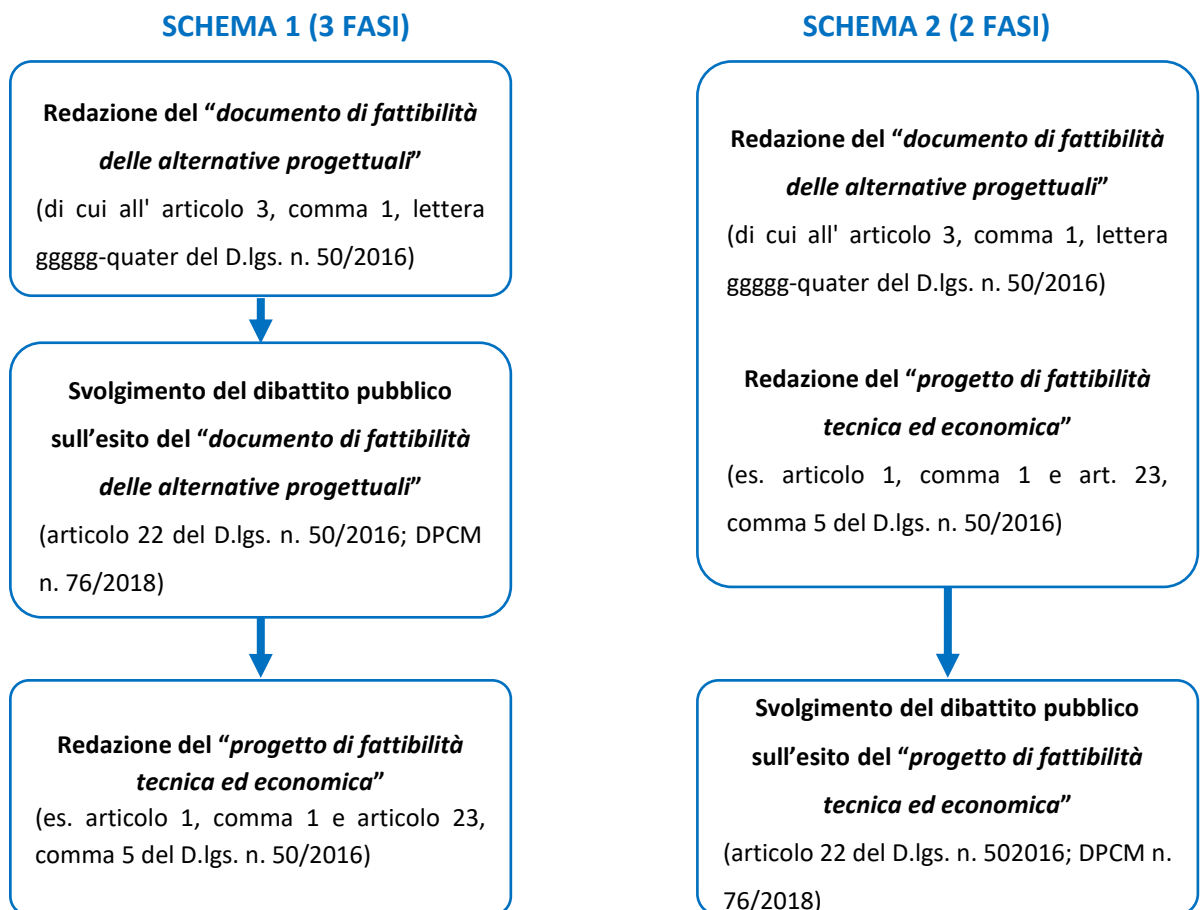 SCHEMA 1 (3 FASI)
Redazione del “documento di fattibilità
delle alternative progettuali”
(di cui all' articolo 3, comma 1, lettera
ggggg-quater del D.lgs. n. 50/2016)
Svolgimento del dibattito pubblico
sull’esito del “documento di fattibilità
delle alternative progettuali”
(articolo 22 del D.lgs. n. 50/2016; DPCM
n. 76/2018)
Redazione del “progetto di fattibilità
tecnica ed economica”
(es. articolo 1, comma 1 e articolo 23,
comma 5 del D.lgs. n. 50/2016)
SCHEMA 2 (2 FASI)
Redazione del “documento di fattibilità
delle alternative progettuali”
(di cui all' articolo 3, comma 1, lettera
ggggg-quater del D.lgs. n. 50/2016)
Redazione del “progetto di fattibilità
tecnica ed economica”
(es. articolo 1, comma 1 e art. 23,
comma 5 del D.lgs. n. 50/2016)
Svolgimento del dibattito pubblico
sull’esito del “progetto di fattibilità
tecnica ed economica”
(articolo 22 del D.lgs. n. 502016; DPCM n.
76/2018)